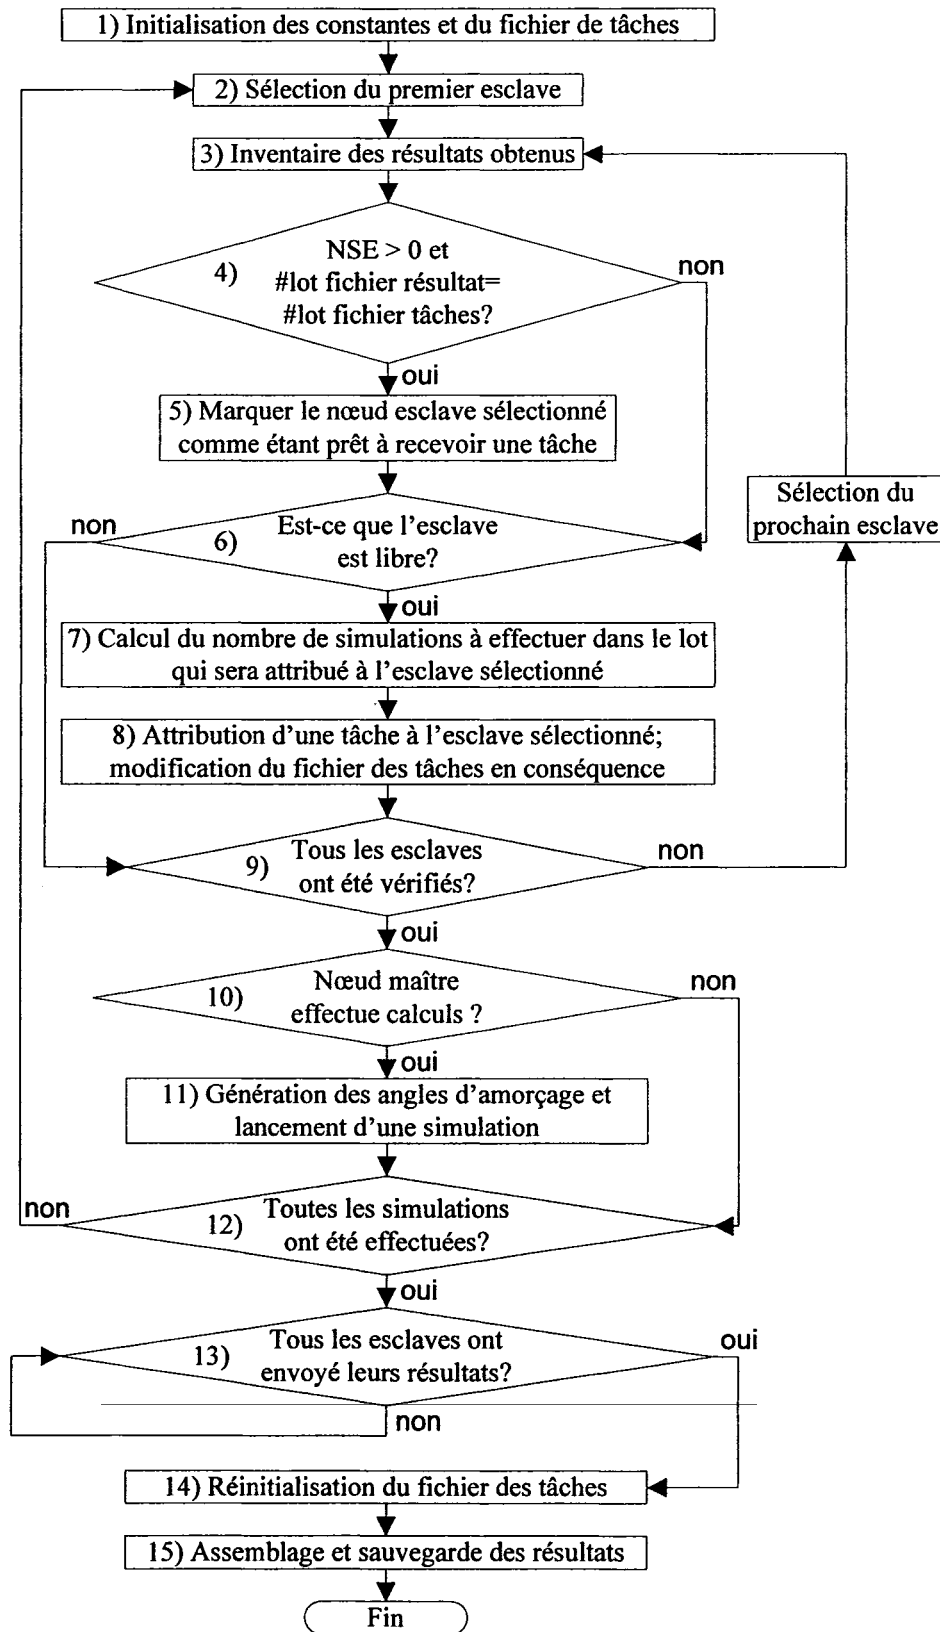 1) Initialisation des constantes et du fichier de tâches
2) Sélection du premier esclave
3) Inventaire des résultats obtenus
4)
NSE > 0 et
#lot fichier résultat=
#lot fichier tâches?
non
oui
5) Marquer le nœud esclave sélectionné
comme étant prêt à recevoir une tâche
Sélection du
prochain esclave
non
6)
Est-ce que l'esclave
est libre?
oui
7) Calcul du nombre de simulations à effectuer dans le lot
qui sera attribué à l'esclave sélectionné
8) Attribution d'une tâche à l'esclave sélectionné;
modification du fichier des tâches en conséquence
9)
Tous les esclaves
ont été vérifiés?
non
oui
10)
Nœud maître
effectue calculs ?
non
oui
11) Génération des angles d'amorçage et
lancement d'une simulation
non
12)
Toutes les simulations
ont été effectuées?
oui
13)
Tous les esclaves ont
envoyé leurs résultats?
oui
non
14) Réinitialisation du fichier des tâches
15) Assemblage et sauvegarde des résultats
Fin